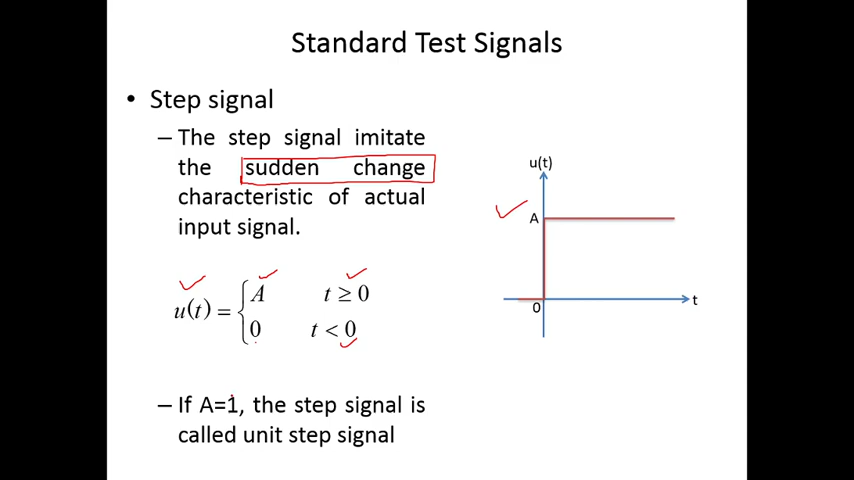 Standard Test Signals
• Step signal
– The step signal imitate
the sudden change
characteristic of actual
input signal.
u(t) = { A t ≥ 0
0 t < 0
– If A=1, the step signal is
called unit step signal
u(t)
A
0
t